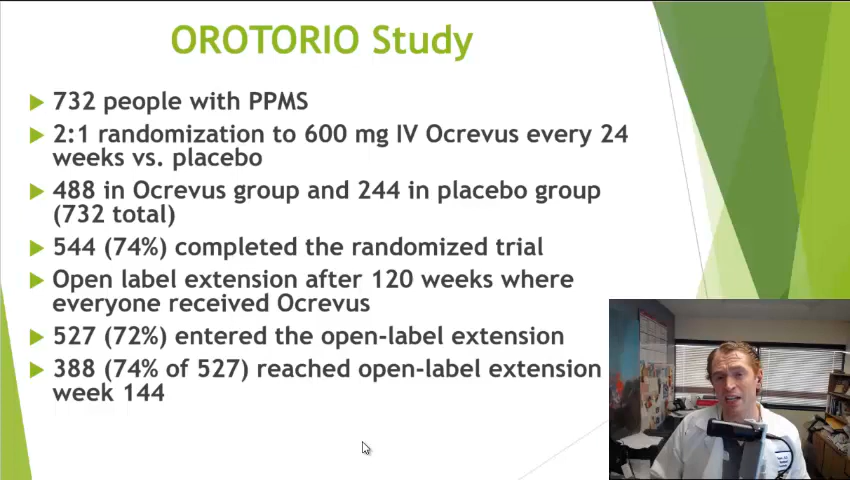 OROTORIO Study
732 people with PPMS
2:1 randomization to 600 mg IV Ocrevus every 24
weeks vs. placebo
488 in Ocrevus group and 244 in placebo group
(732 total)
544 (74%) completed the randomized trial
Open label extension after 120 weeks where
everyone received Ocrevus
527 (72%) entered the open-label extension
388 (74% of 527) reached open-label extension
week 144